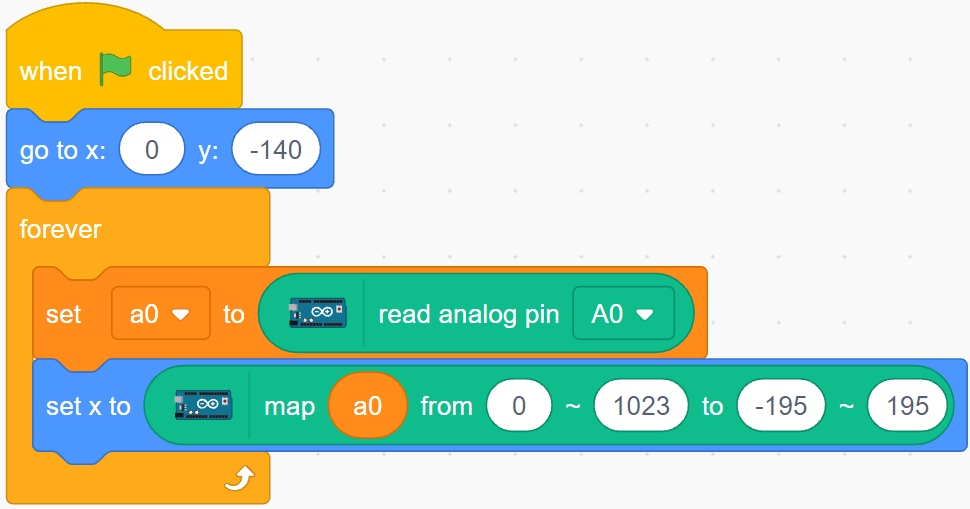 when clicked
go to x: 0 y: -140
forever
set a0 to read analog pin A0
set x to map a0 from 0 ~ 1023 to -195 ~ 195